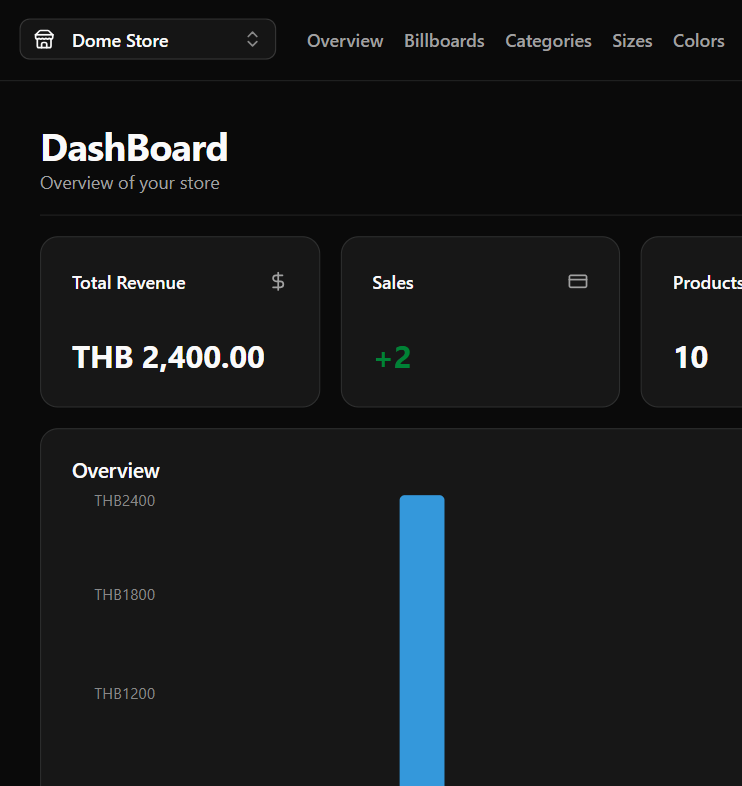 Dome Store Overview Billboards Categories Sizes Colors
DashBoard
Overview of your store
Total Revenue $ Sales Products
THB 2,400.00 +2 10
Overview
THB2400
THB1800
THB1200